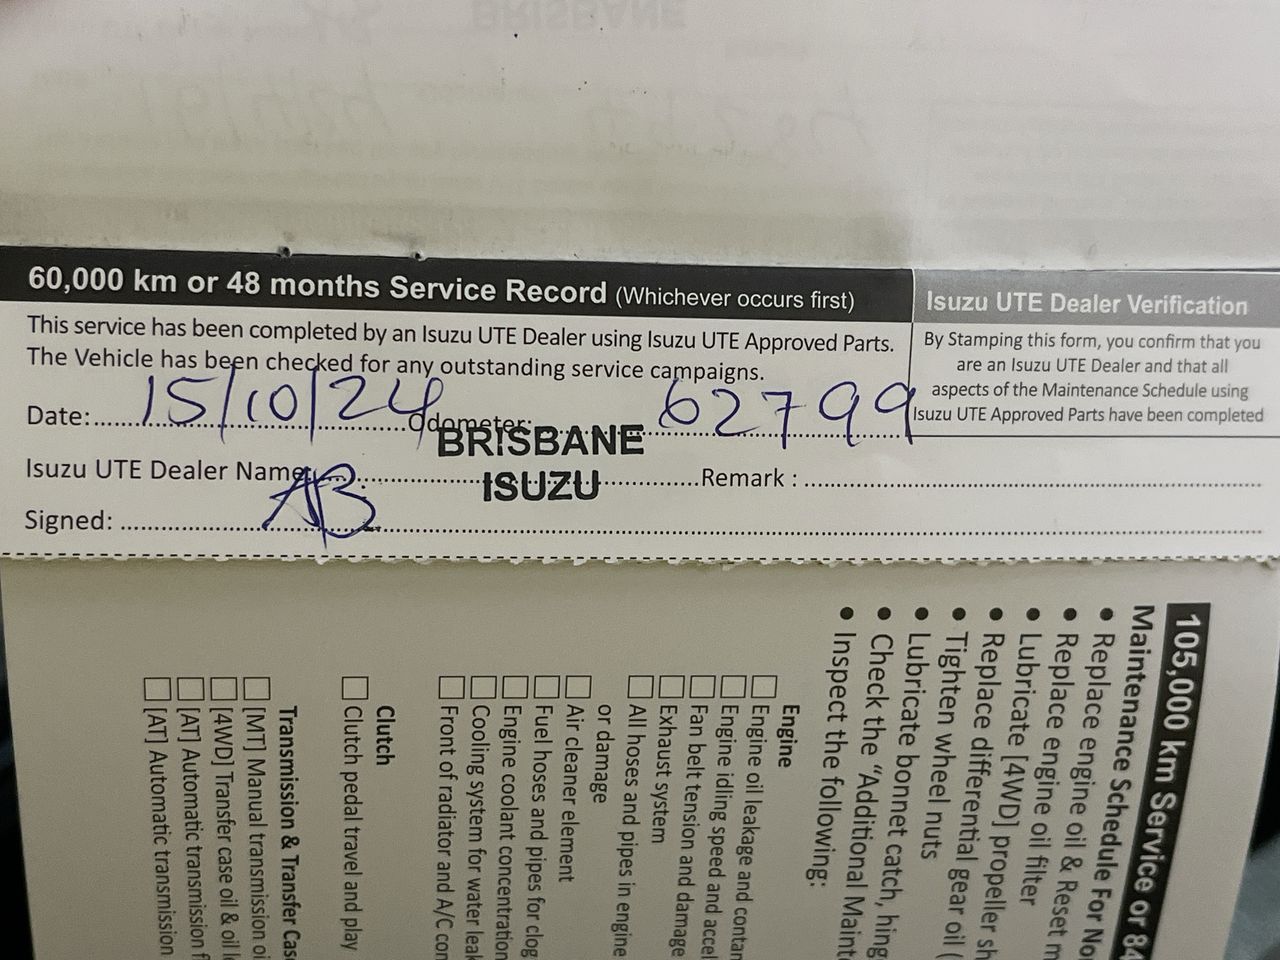 60,000 km or 48 months Service Record (Whichever occurs first)
This service has been completed by an Isuzu UTE Dealer using Isuzu UTE Approved Parts.
The Vehicle has been checked for any outstanding service campaigns.
Date: 15/10/24 Odometer: 62799
Isuzu UTE Dealer Name: BRISBANE ISUZU Remark :
Signed: AB
Isuzu UTE Dealer Verification
By Stamping this form, you confirm that you
are an Isuzu UTE Dealer and that all
aspects of the Maintenance Schedule using
Isuzu UTE Approved Parts have been completed
105,000 km Service or 84
Maintenance Schedule For
• Replace engine oil & Reset
• Replace engine oil filter
• Lubricate [4WD] propeller
• Replace differential gear oil (
• Tighten wheel nuts
• Lubricate bonnet catch,
• Check the "Additional
• Inspect the following:
Engine
Engine oil leakage and
Engine idling speed and
Fan belt tension and damage
Exhaust system
All hoses and pipes in engine
or damage
Air cleaner element
Fuel hoses and pipes for
Engine coolant concentration
Cooling system for water
Front of radiator and A/C
Clutch
Clutch pedal travel and play
Transmission & Transfer
[MT] Manual transmission
[4WD] Transfer case oil & oil
[AT] Automatic transmission
[AT] Automatic transmission
BRISBANE